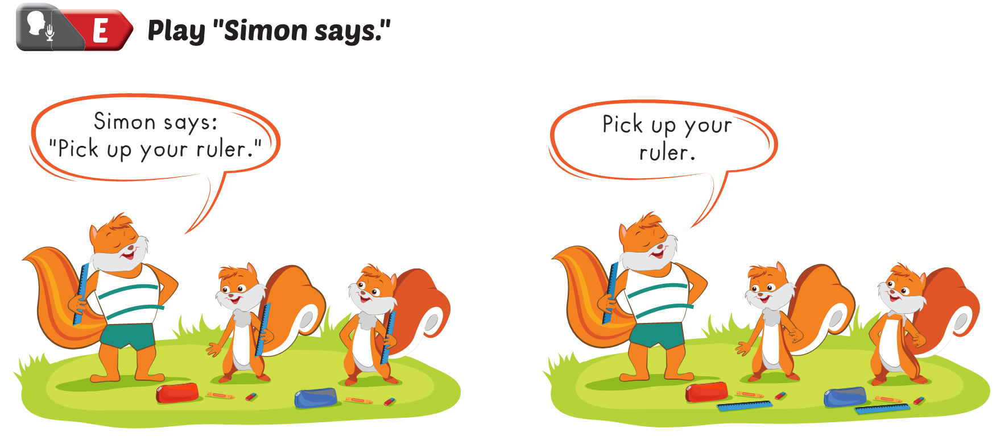 E Play "Simon says."
Simon says:
"Pick up your ruler."
Pick up your
ruler.